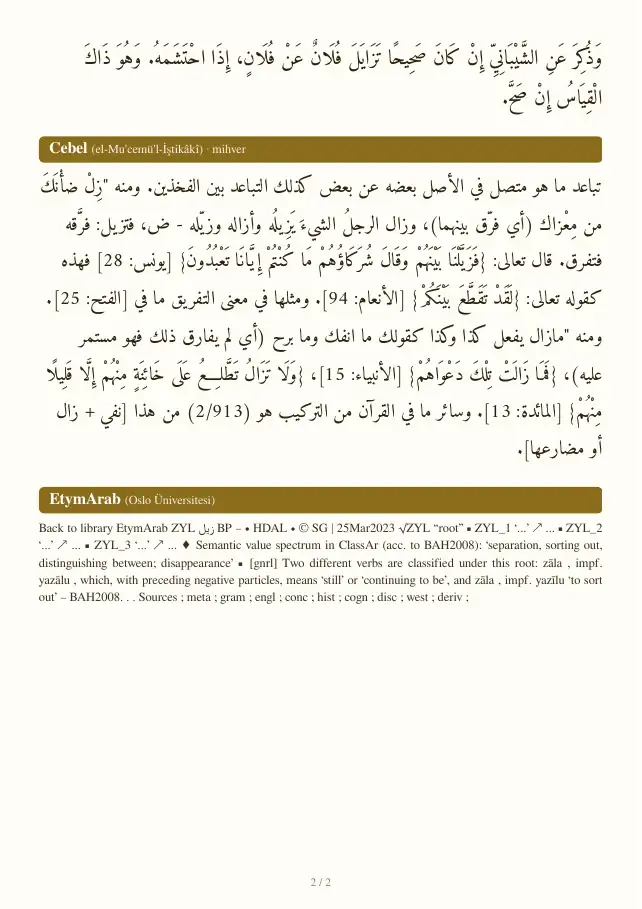 وَذُكِرَ عَنِ الشَّيْبَانِيِّ إِنْ كَانَ صَحِيحًا تَزَايَلَ فُلَانٌ عَنْ فُلَانٍ، إِذَا احْتَشَمَهُ. وَهُوَ ذَاكَ
الْقِيَاسُ إِنْ صَحَّ.
Cebel (el-Mu'cemü'l-İştikâkî) · mihver
تباعد ما هو متصل في الأصل بعضه عن بعض كذلك التباعد بين الفخذين. ومنه "زِلْ ضأْنَكَ
من مِعْزاك (أي فرّق بينهما)، وزال الرجلُ الشيءَ يَزِيلُه وأزاله وزيّله - ض، فتزيل: فرَّقه
فتفرق. قال تعالى: {فَزَيَّلْنَا بَيْنَهُمْ وَقَالَ شُرَكَاؤُهُمْ مَا كُنْتُمْ إِيَّانَا تَعْبُدُونَ} [يونس: 28] فهذه
كقوله تعالى: {لَقَدْ تَقَطَّعَ بَيْنَكُمْ} [الأنعام: 94]. ومثلها في معنى التفريق ما في [الفتح: 25].
ومنه "مازال يفعل كذا وكذا كقولك ما انفك وما برح (أي لم يفارق ذلك فهو مستمر
عليه)، {فَمَا زَالَتْ تِلْكَ دَعْوَاهُمْ} [الأنبياء: 15]، {وَلَا تَزَالُ تَطَّلِعُ عَلَى خَائِنَةٍ مِنْهُمْ إِلَّا قَلِيلًا
مِنْهُمْ} [المائدة: 13]. وسائر ما في القرآن من التركيب هو (2/913) من هذا [نفي + زال
أو مضارعها].
EtymArab (Oslo Üniversitesi)
Back to library EtymArab ZYL زيل BP – • HDAL • © SG | 25Mar2023 √ZYL “root” ▪ ZYL_1 ‘...’ ↗ ... ▪ ZYL_2
‘...’ ↗ ... ▪ ZYL_3 ‘...’ ↗ ... ♦ Semantic value spectrum in ClassAr (acc. to BAH2008): ‘separation, sorting out,
distinguishing between; disappearance’ ▪ [gnrl] Two different verbs are classified under this root: zāla , impf.
yazālu , which, with preceding negative particles, means ‘still’ or ‘continuing to be’, and zāla , impf. yazīlu ‘to sort
out’ – BAH2008. . . Sources ; meta ; gram ; engl ; conc ; hist ; cogn ; disc ; west ; deriv ;
2 / 2